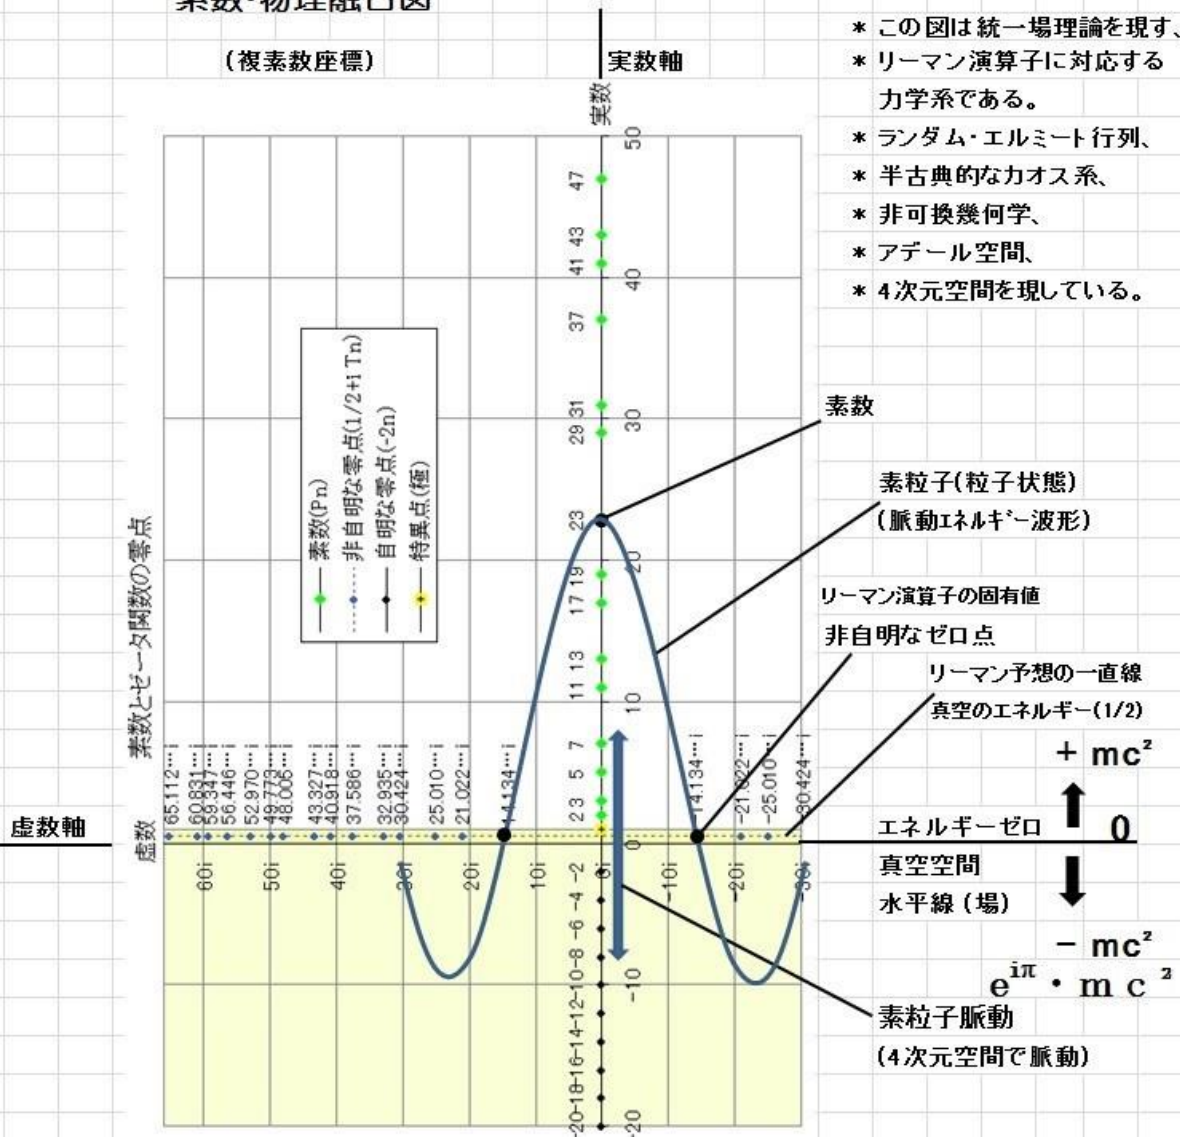 素数・物理融合図
(複素数座標)
実数軸
* この図は統一場理論を現す、
* リーマン演算子に対応する
力学系である。
* ランダム・エルミート行列、
* 半古典的なカオス系、
* 非可換幾何学、
* アデール空間、
* 4次元空間を現している。
実数
50
47
43
41
40
37
31
30
29
23
20
19
17
13
11
10
7
5
3
2
0
素数(Pn)
非自明な零点(1/2+i Tn)
自明な零点(-2n)
特異点(極)
素数とゼータ関数の零点
素数
素粒子(粒子状態)
(脈動エネルギー波形)
リーマン演算子の固有値
非自明なゼロ点
リーマン予想の一直線
真空のエネルギー(1/2)
+ mc²
虚数軸
虚数
65.112…i
60.831…i
59.347…i
56.446…i
52.970…i
49.773…i
48.005…i
43.327…i
40.918…i
37.586…i
32.935…i
30.424…i
25.010…i
21.022…i
14.134…i
-14.134…i
-21.022…i
-25.010…i
-30.424…i
エネルギーゼロ
0
60i
50i
40i
30i
20i
10i
0i
-10i
-20i
-30i
真空空間
水平線 (場)
-2
-4
-6
-8
-10
-12
-14
-16
-18
-20
-10
-20
- mc²
e^iπ・mc²
素粒子脈動
(4次元空間で脈動)